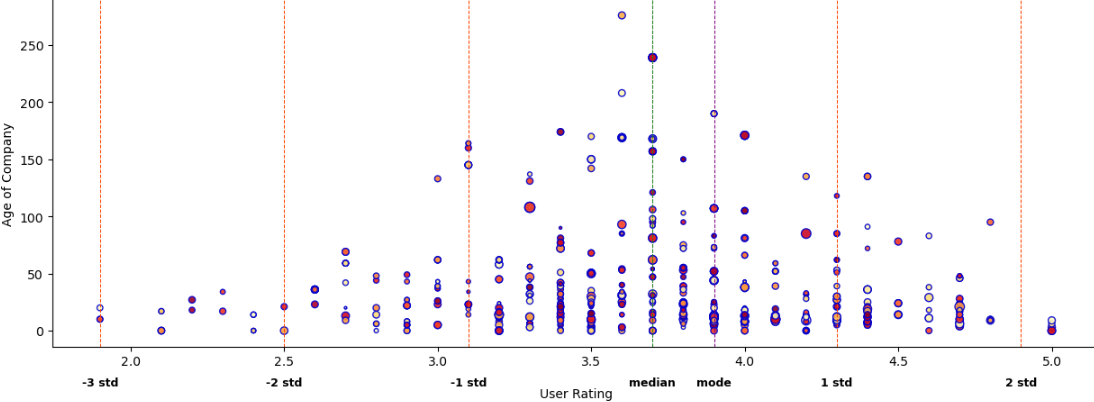 250
200
150
100
50
0
Age of Company
2.0 2.5 3.0 3.5 4.0 4.5 5.0
-3 std -2 std -1 std median mode 1 std 2 std
User Rating